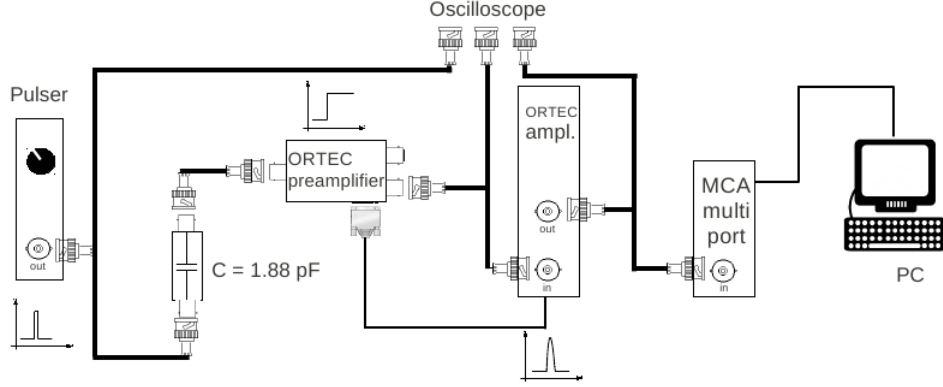 Oscilloscope
Pulser
ORTEC
preamplifier
ORTEC
ampl.
MCA
multi
port
out
out
in
in
C = 1.88 pF
PC